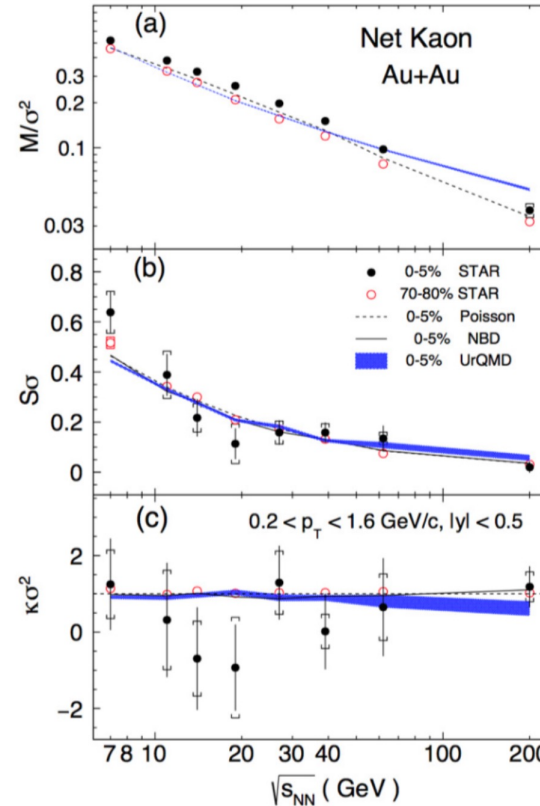 (a)
Net Kaon
Au+Au
M/σ²
0.3
0.2
0.1
0.03
(b)
Sσ
0.8
0.6
0.4
0.2
0
0-5% STAR
70-80% STAR
0-5% Poisson
0-5% NBD
0-5% UrQMD
(c)
0.2 < p_T < 1.6 GeV/c, |y| < 0.5
κσ²
2
0
−2
7 8 10 20 30 40 100 200
√s_NN ( GeV )